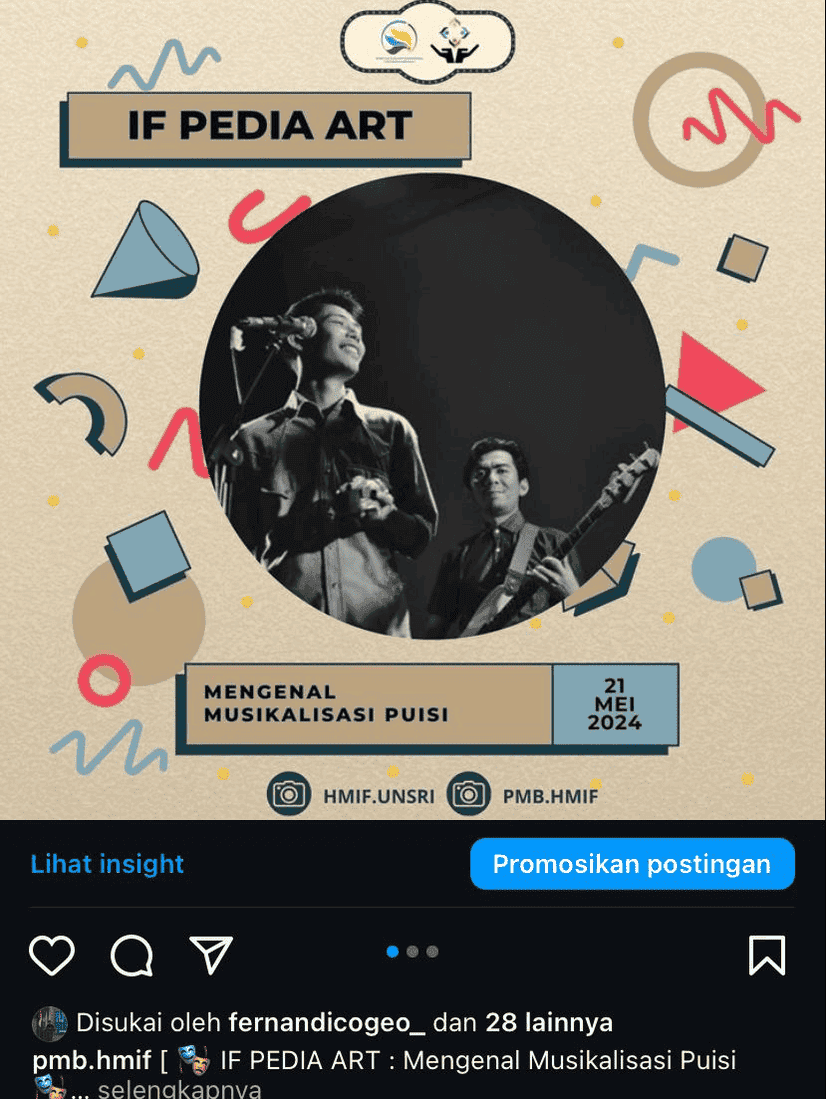 IF PEDIA ART
MENGENAL
MUSIKALISASI PUISI
21
MEI
2024
HMIF.UNSRI
PMB.HMIF
Lihat insight
Promosikan postingan
Disukai oleh fernandicogeo_ dan 28 lainnya
pmb.hmif [ 🎭 IF PEDIA ART : Mengenal Musikalisasi Puisi
🎭... selengkapnya